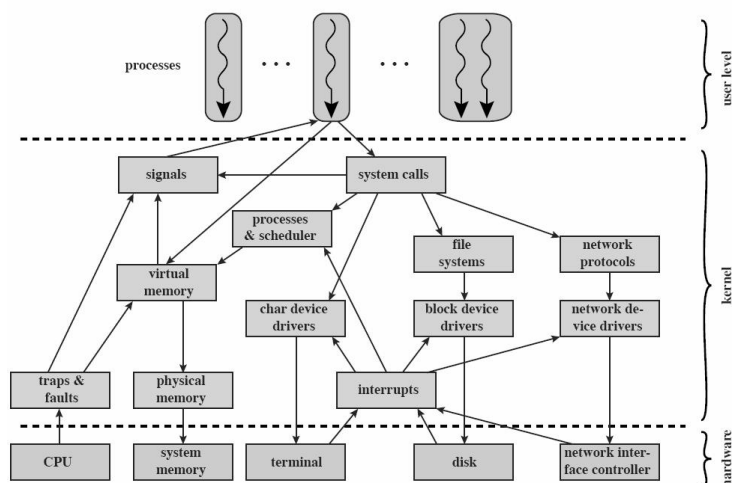 processes
. . .
. . .
user level
signals
system calls
processes
& scheduler
file
systems
network
protocols
virtual
memory
char device
drivers
block device
drivers
network de-
vice drivers
kernel
traps &
faults
physical
memory
interrupts
CPU
system
memory
terminal
disk
network inter-
face controller
hardware